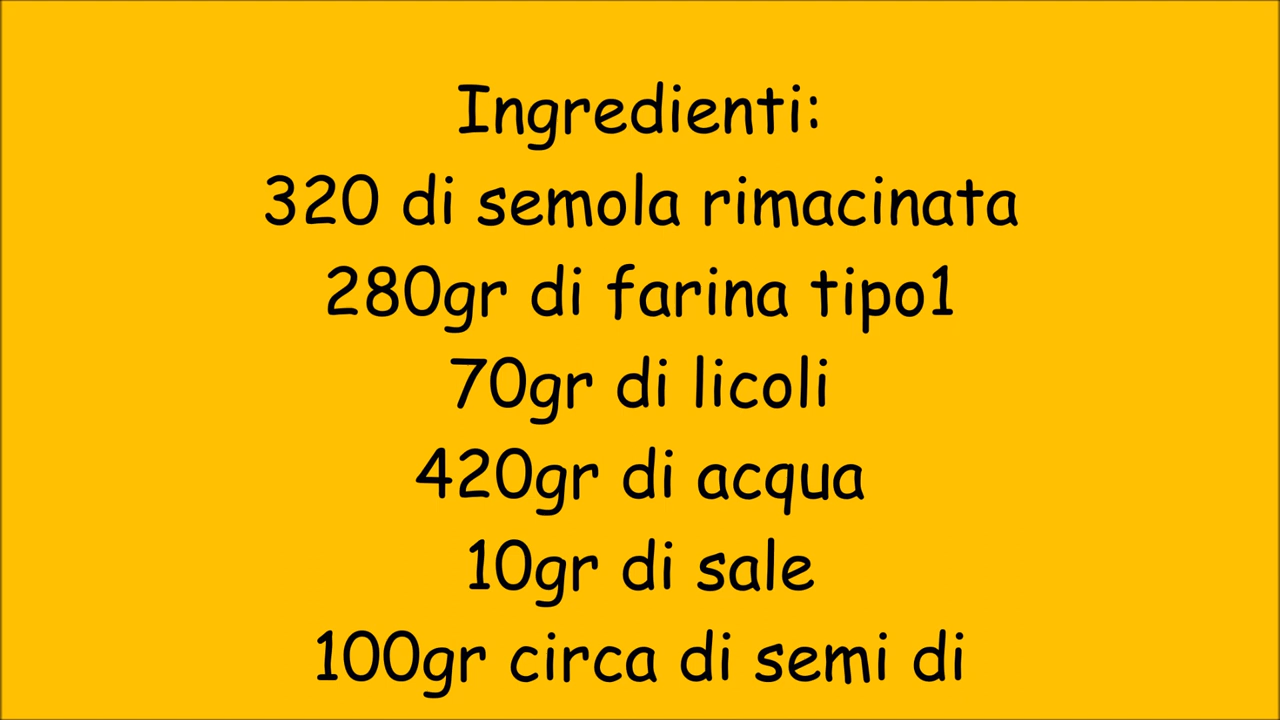 Ingredienti:
320 di semola rimacinata
280gr di farina tipo1
70gr di licoli
420gr di acqua
10gr di sale
100gr circa di semi di